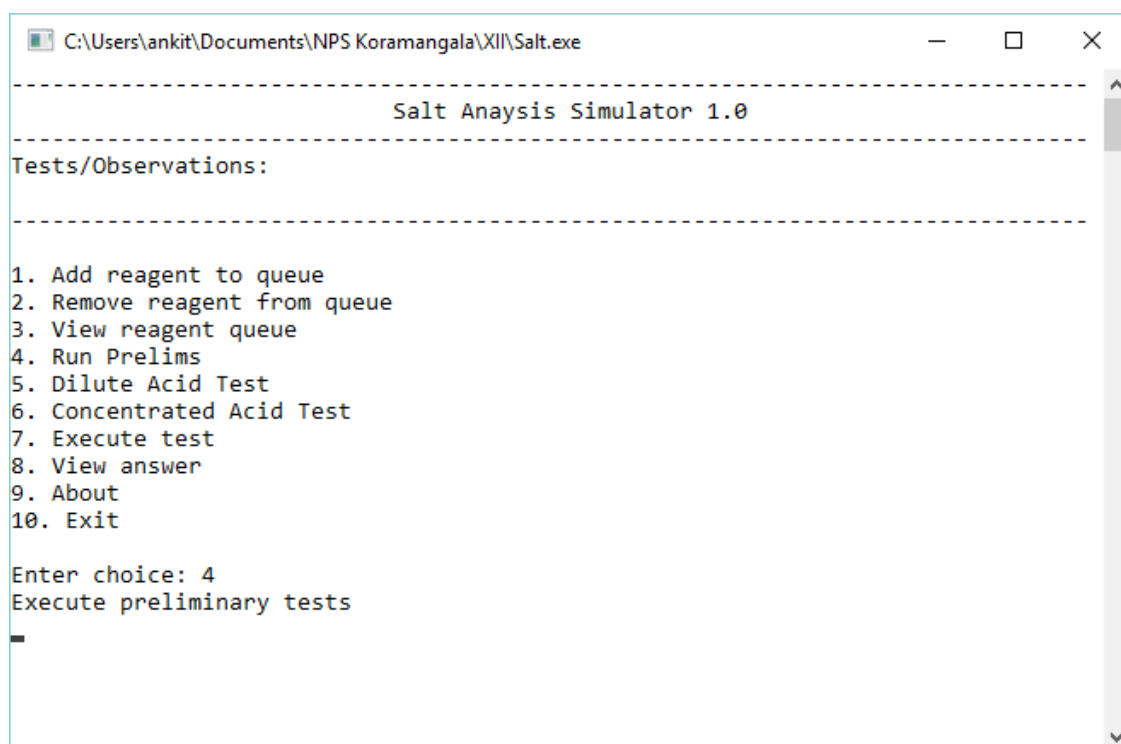 C:\Users\ankit\Documents\NPS Koramangala\XII\Salt.exe
--------------------------------------------------------------------------------
Salt Anaysis Simulator 1.0
--------------------------------------------------------------------------------
Tests/Observations:
--------------------------------------------------------------------------------
1. Add reagent to queue
2. Remove reagent from queue
3. View reagent queue
4. Run Prelims
5. Dilute Acid Test
6. Concentrated Acid Test
7. Execute test
8. View answer
9. About
10. Exit
Enter choice: 4
Execute preliminary tests